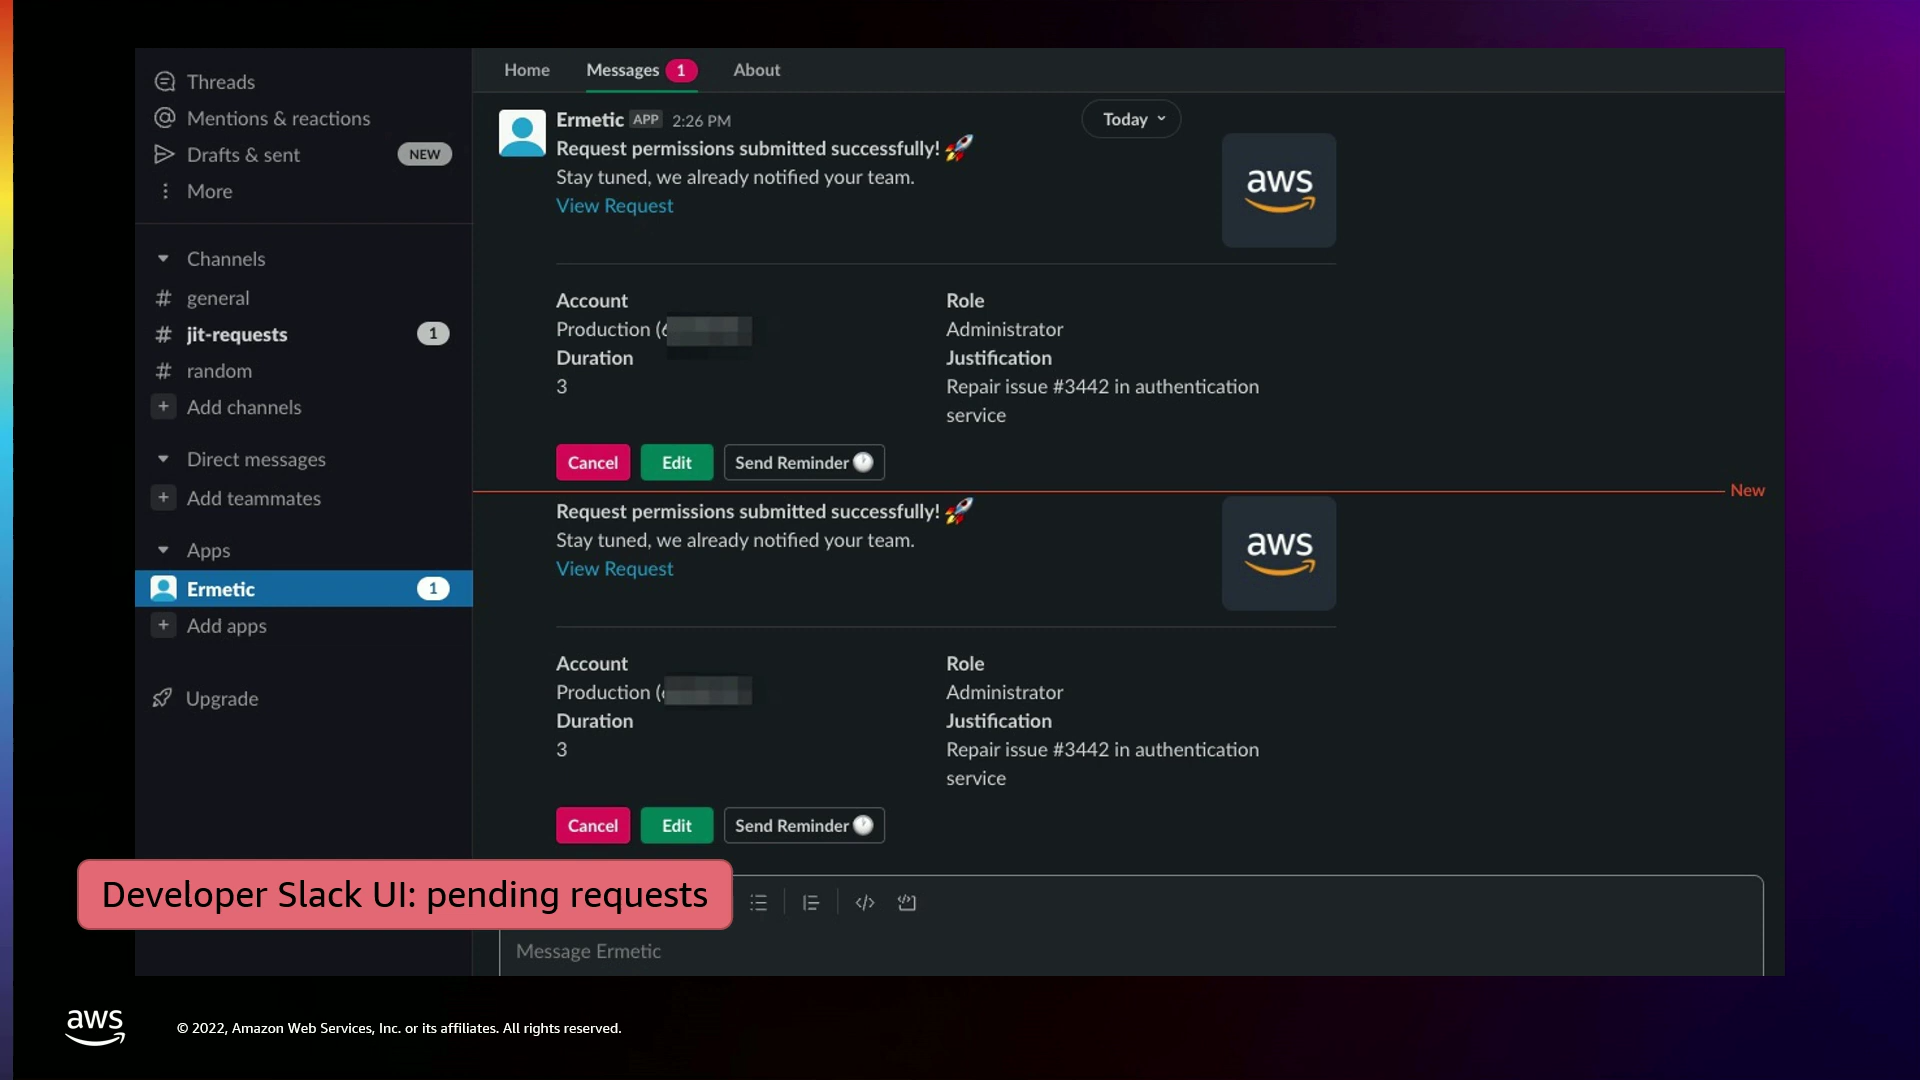 Threads
Mentions & reactions
Drafts & sent NEW
More
Channels
# general
# jit-requests 1
# random
+ Add channels
Direct messages
+ Add teammates
Apps
Ermetic 1
+ Add apps
Upgrade
Home Messages 1 About
Ermetic APP 2:26 PM
Today
Request permissions submitted successfully! 🚀
Stay tuned, we already notified your team.
View Request
aws
Account
Production (
Duration
3
Role
Administrator
Justification
Repair issue #3442 in authentication
service
Cancel Edit Send Reminder 🕐
New
Request permissions submitted successfully! 🚀
Stay tuned, we already notified your team.
View Request
aws
Account
Production (
Duration
3
Role
Administrator
Justification
Repair issue #3442 in authentication
service
Cancel Edit Send Reminder 🕐
Developer Slack UI: pending requests
Message Ermetic
aws
© 2022, Amazon Web Services, Inc. or its affiliates. All rights reserved.